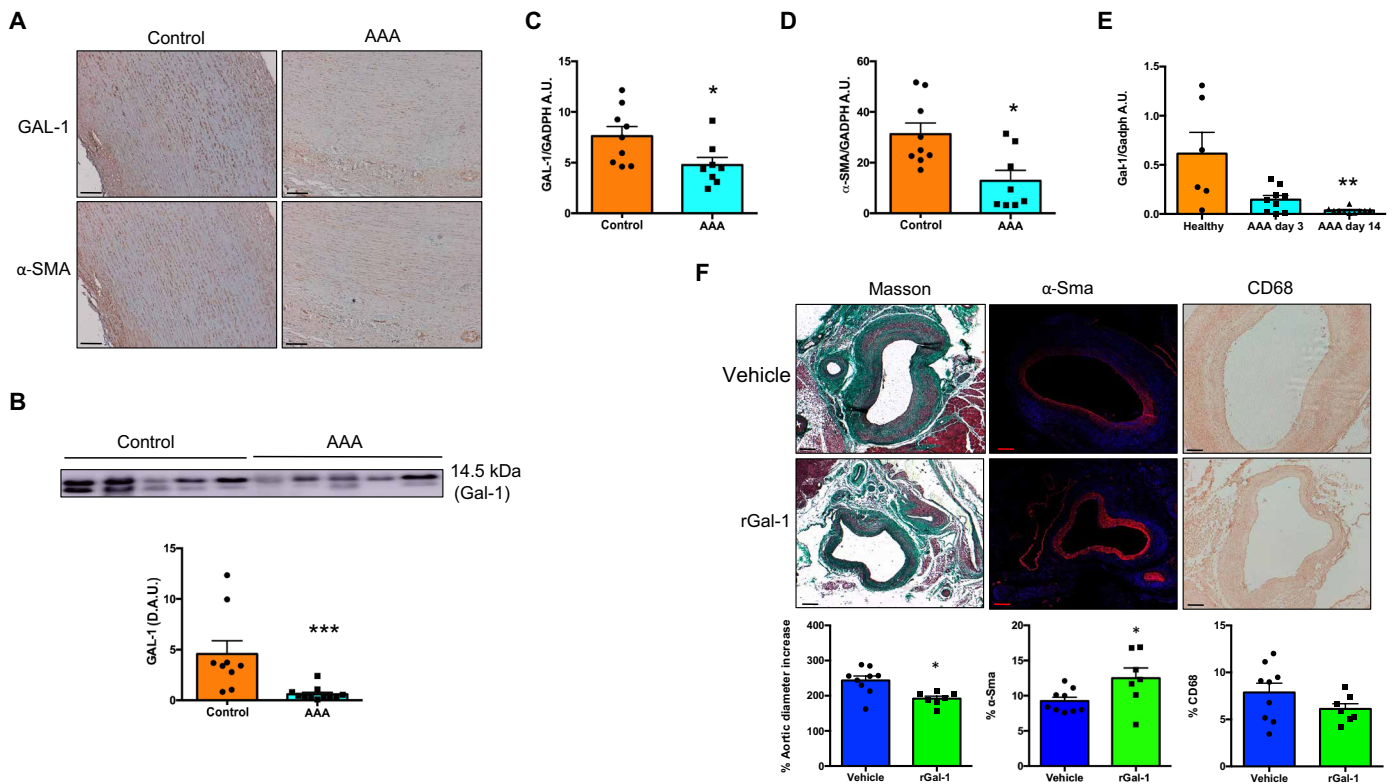 A
Control
AAA
GAL-1
α-SMA
B
Control
AAA
14.5 kDa
(Gal-1)
GAL-1 (D.A.U.)
15
10
5
0
***
Control
AAA
C
GAL-1/GADPH A.U.
15
10
5
0
*
Control
AAA
D
α-SMA/GADPH A.U.
60
40
20
0
*
Control
AAA
E
Gal-1/Gadph A.U.
1.5
1.0
0.5
0.0
**
Healthy
AAA day 3
AAA day 14
F
Masson
α-Sma
CD68
Vehicle
rGal-1
% Aortic diameter increase
400
300
200
100
0
*
Vehicle
rGal-1
% α-Sma
20
15
10
5
0
*
Vehicle
rGal-1
% CD68
15
10
5
0
Vehicle
rGal-1